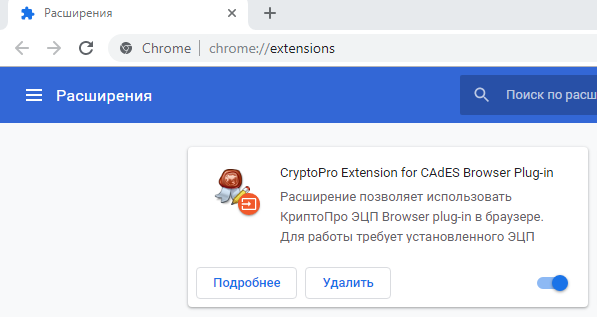 Расширения
Chrome | chrome://extensions
Расширения
Поиск по расш
CryptoPro Extension for CAdES Browser Plug-in
Расширение позволяет использовать
КриптоПро ЭЦП Browser plug-in в браузере.
Для работы требует установленного ЭЦП
Подробнее
Удалить